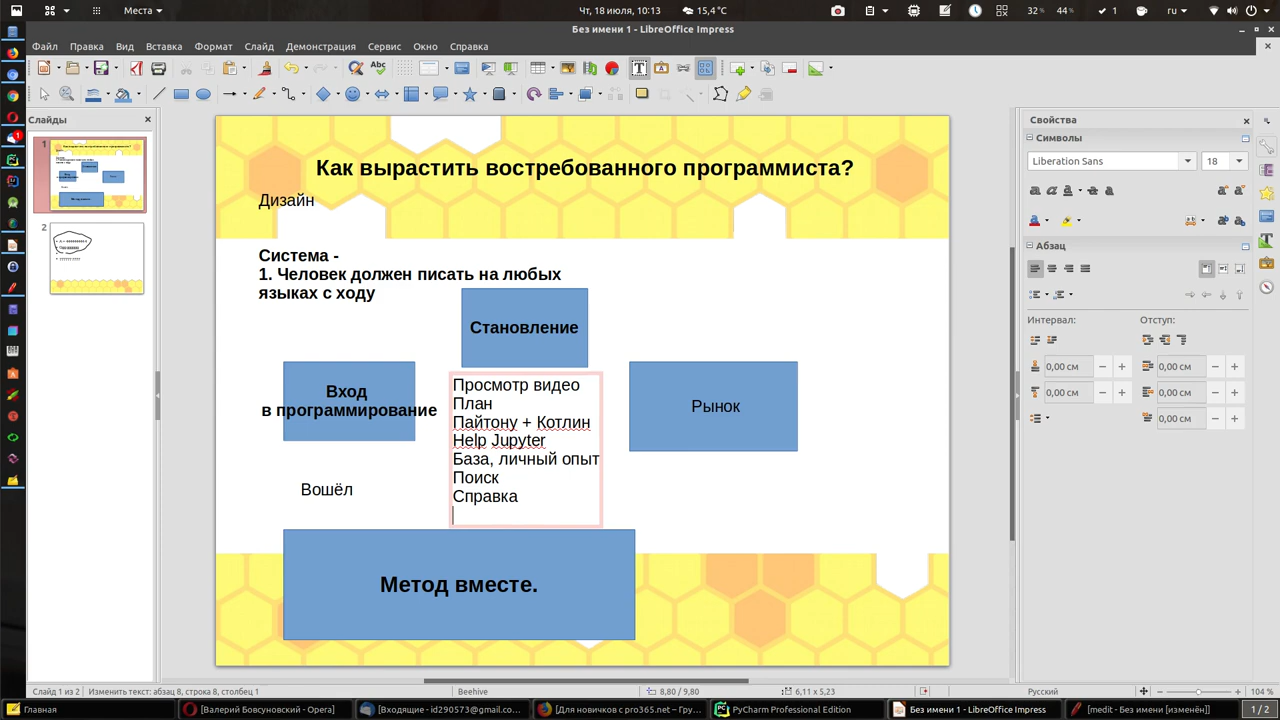 Места
Чт, 18 июля, 10:13
15,4°C
32 %
44 %
1
ru
Без имени 1 - LibreOffice Impress
Файл Правка Вид Вставка Формат Слайд Демонстрация Сервис Окно Справка
Слайды
1
2
Как вырастить востребованного программиста?
Дизайн
Система -
1. Человек должен писать на любых
языках с ходу
Становление
Вход
в программирование
Просмотр видео
План
Пайтону + Котлин
Help Jupyter
База, личный опыт
Поиск
Справка
Рынок
Вошёл
Метод вместе.
Свойства
Символы
Liberation Sans 18
Абзац
Интервал: Отступ:
0,00 см 0,00 см
0,00 см 0,00 см
0,00 см
Слайд 1 из 2 Изменить текст: абзац 8, строка 8, столбец 1 Beehive 8,80 / 9,80 6,11 x 5,23 Русский 104 %
Главная [Валерий Бовсуновский - Opera] [Входящие - id290573@gmail.co... [Для новичков с pro365.net – Гру... PyCharm Professional Edition Без имени 1 - LibreOffice Impress [medit - Без имени [изменён]] 1 / 2